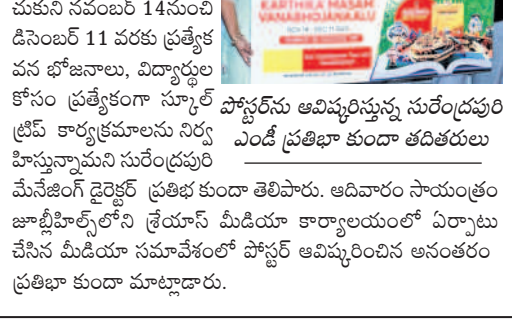 చుకుని నవంబర్ 14నుంచి
డిసెంబర్ 11 వరకు ప్రత్యేక
వన భోజనాలు, విద్యార్థుల
కోసం ప్రత్యేకంగా స్కూల్
ట్రిప్ కార్యక్రమాలను నిర్వ
హిస్తున్నామని సురేంద్రపురి
KARTHIKA MASAM
VANABHOJANAALU
పోస్టర్‌ను ఆవిష్కరిస్తున్న సురేంద్రపురి
ఎండీ ప్రతిభా కుందా తదితరులు
మేనేజింగ్ డైరెక్టర్ ప్రతిభ కుందా తెలిపారు. ఆదివారం సాయంత్రం
జూబ్లీహిల్స్‌లోని శ్రేయాస్ మీడియా కార్యాలయంలో ఏర్పాటు
చేసిన మీడియా సమావేశంలో పోస్టర్ ఆవిష్కరించిన అనంతరం
ప్రతిభా కుందా మాట్లాడారు.